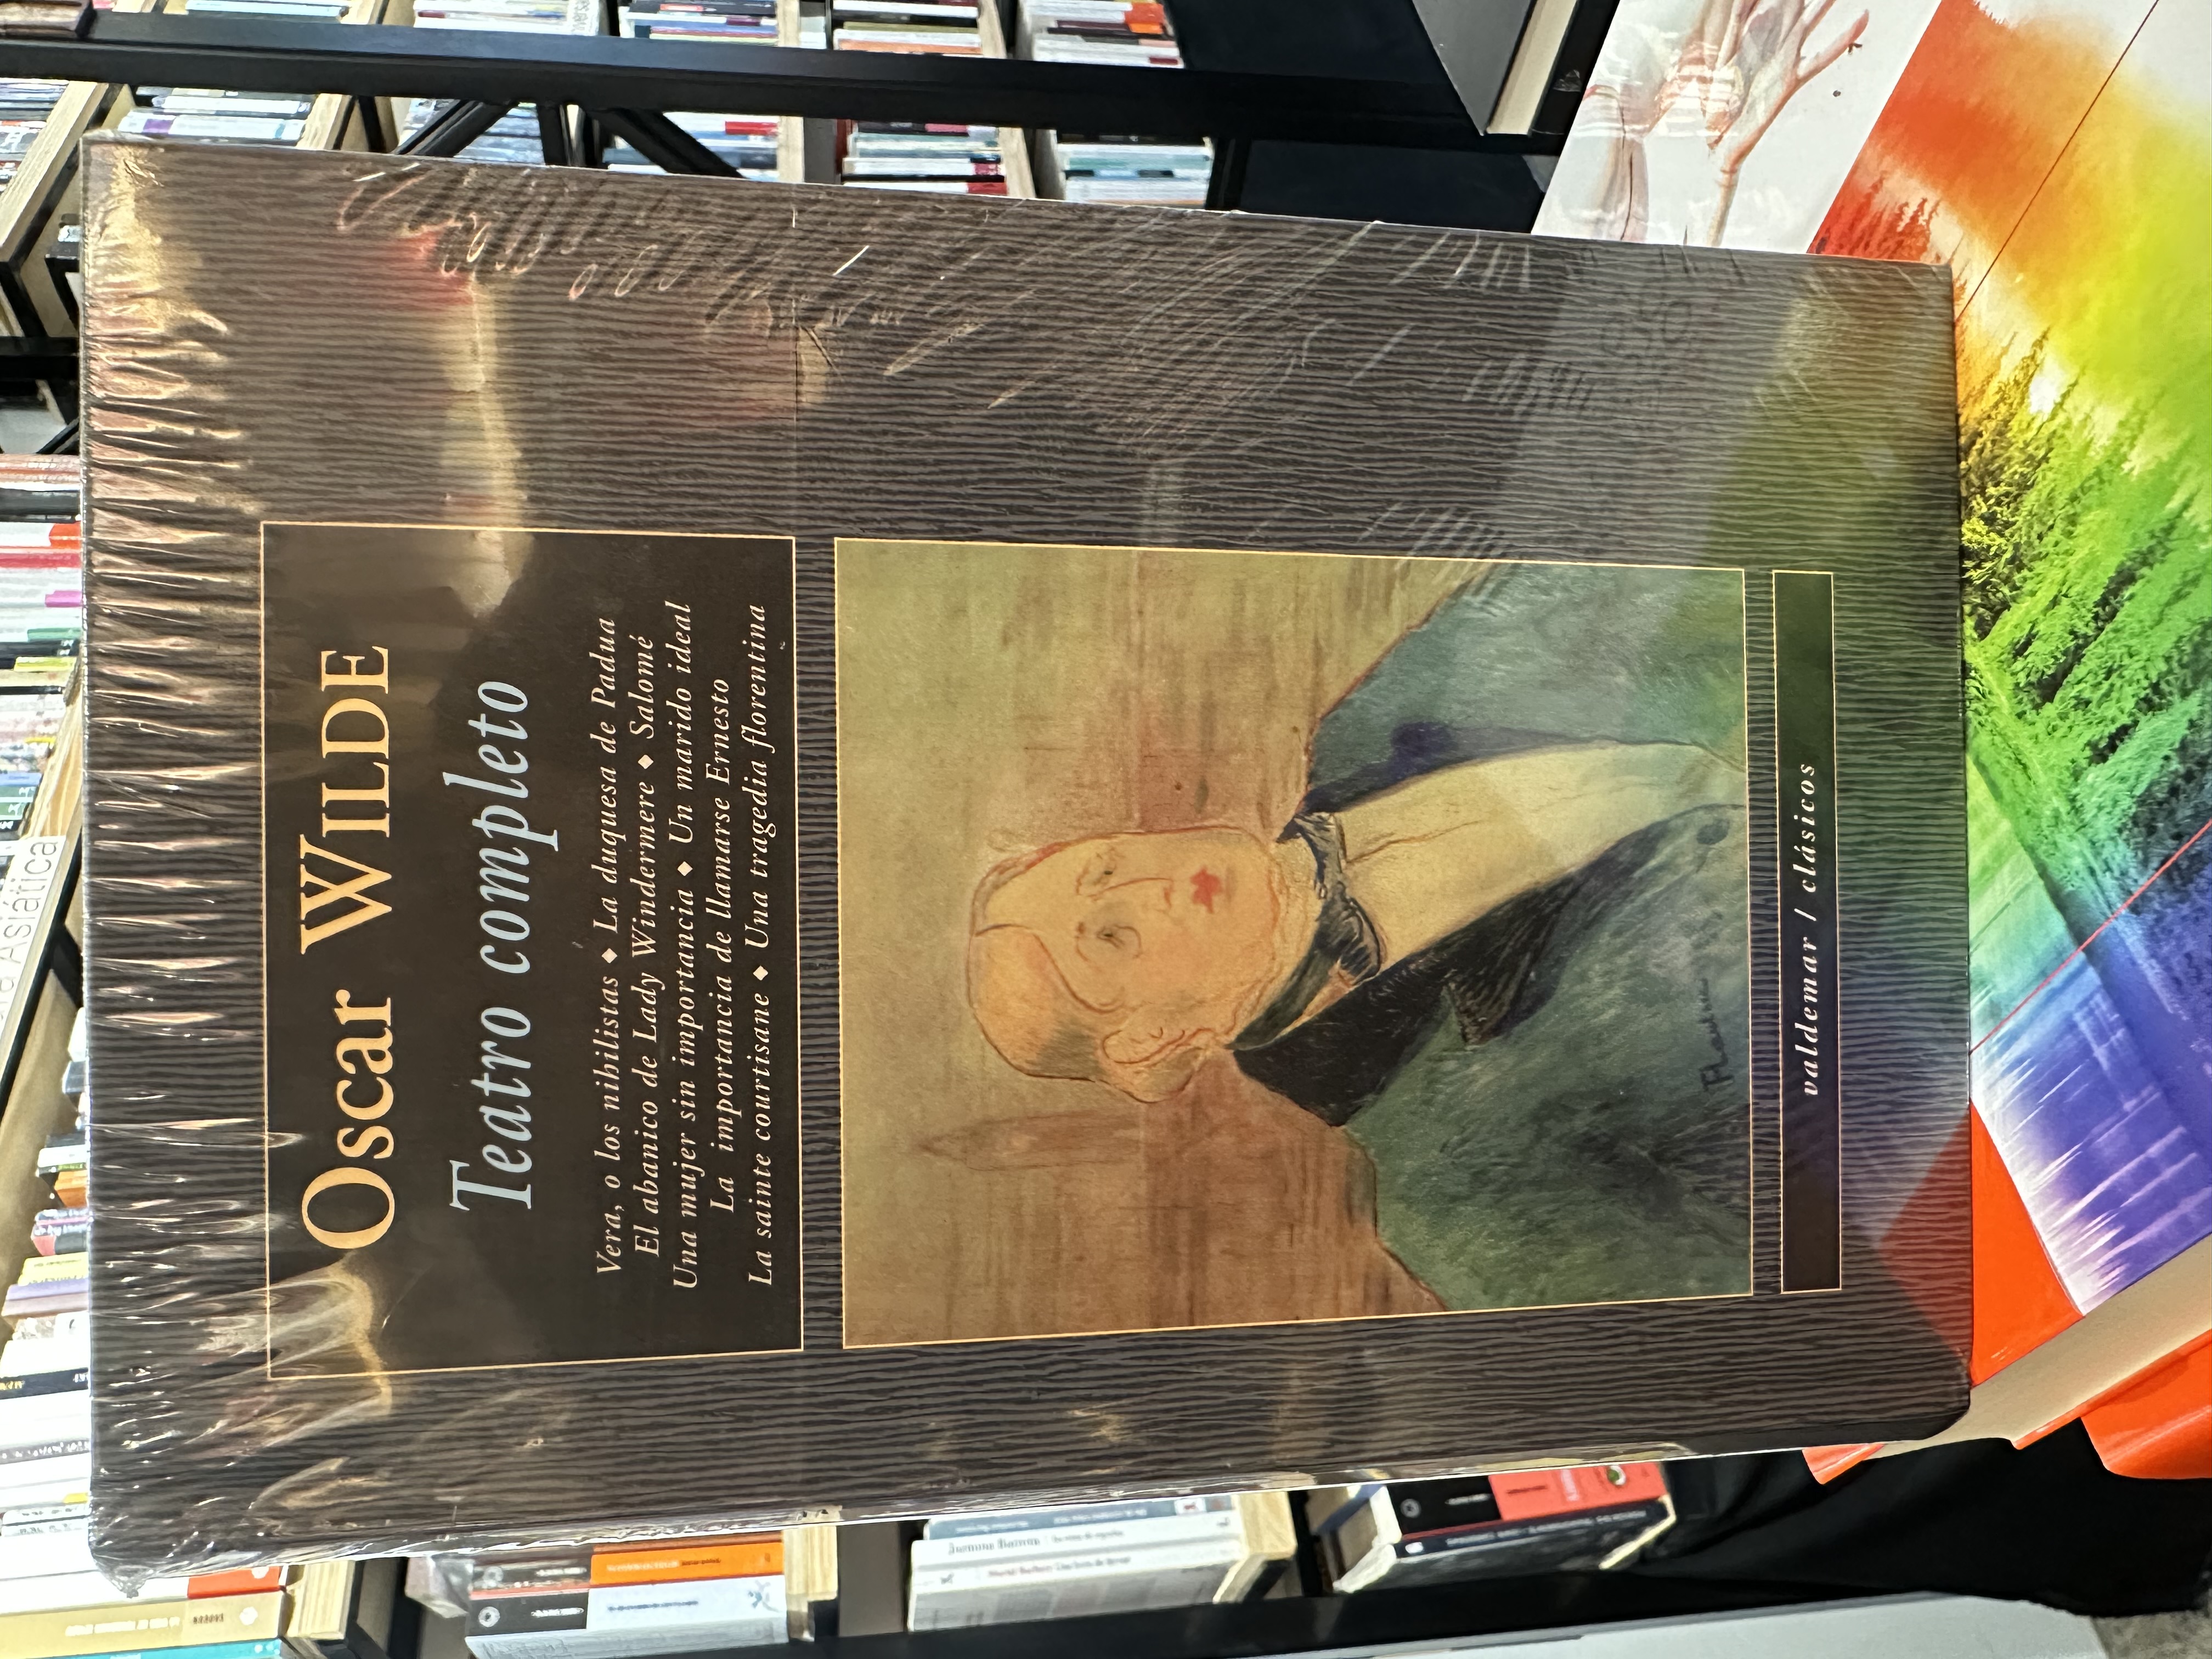 Oscar WILDE
Teatro completo
Vera, o los nihilistas ◆ La duquesa de Padua
El abanico de Lady Windermere ◆ Salomé
Una mujer sin importancia ◆ Un marido ideal
La importancia de llamarse Ernesto
La sainte courtisane ◆ Una tragedia florentina
valdemar / clásicos
Asiática